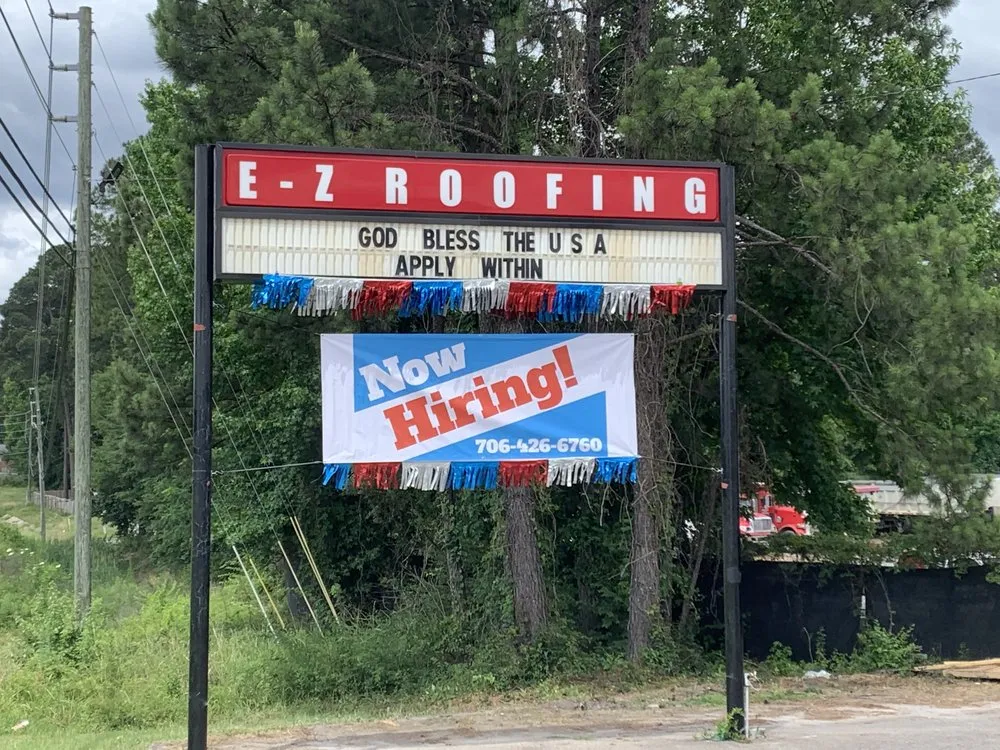 E-Z ROOFING
GOD BLESS THE USA
APPLY WITHIN
Now
Hiring!
706-426-6760